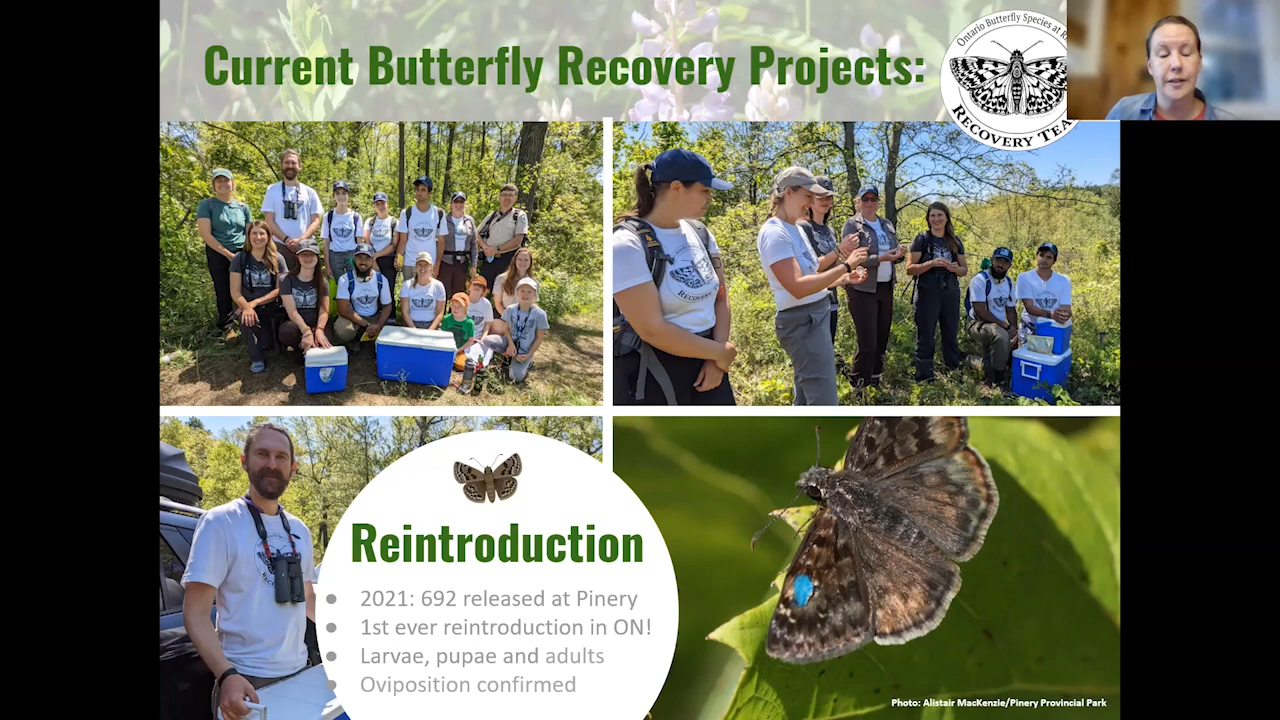 Current Butterfly Recovery Projects:
Ontario Butterfly Species at
RECOVERY
RECOVERY TEAM
Reintroduction
2021: 692 released at Pinery
1st ever reintroduction in ON!
Larvae, pupae and adults
Oviposition confirmed
Photo: Alistair MacKenzie/Pinery Provincial Park